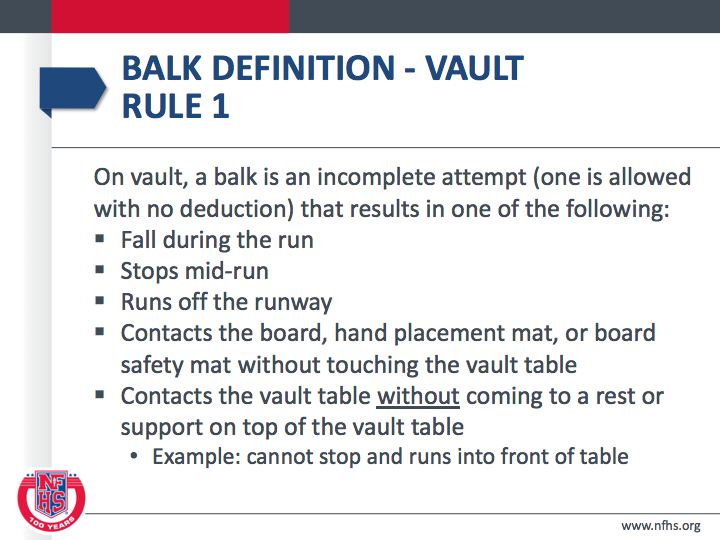 BALK DEFINITION - VAULT
RULE 1
On vault, a balk is an incomplete attempt (one is allowed
with no deduction) that results in one of the following:
▪ Fall during the run
▪ Stops mid-run
▪ Runs off the runway
▪ Contacts the board, hand placement mat, or board
safety mat without touching the vault table
▪ Contacts the vault table without coming to a rest or
support on top of the vault table
• Example: cannot stop and runs into front of table
NF
HS
100 YEARS
www.nfhs.org